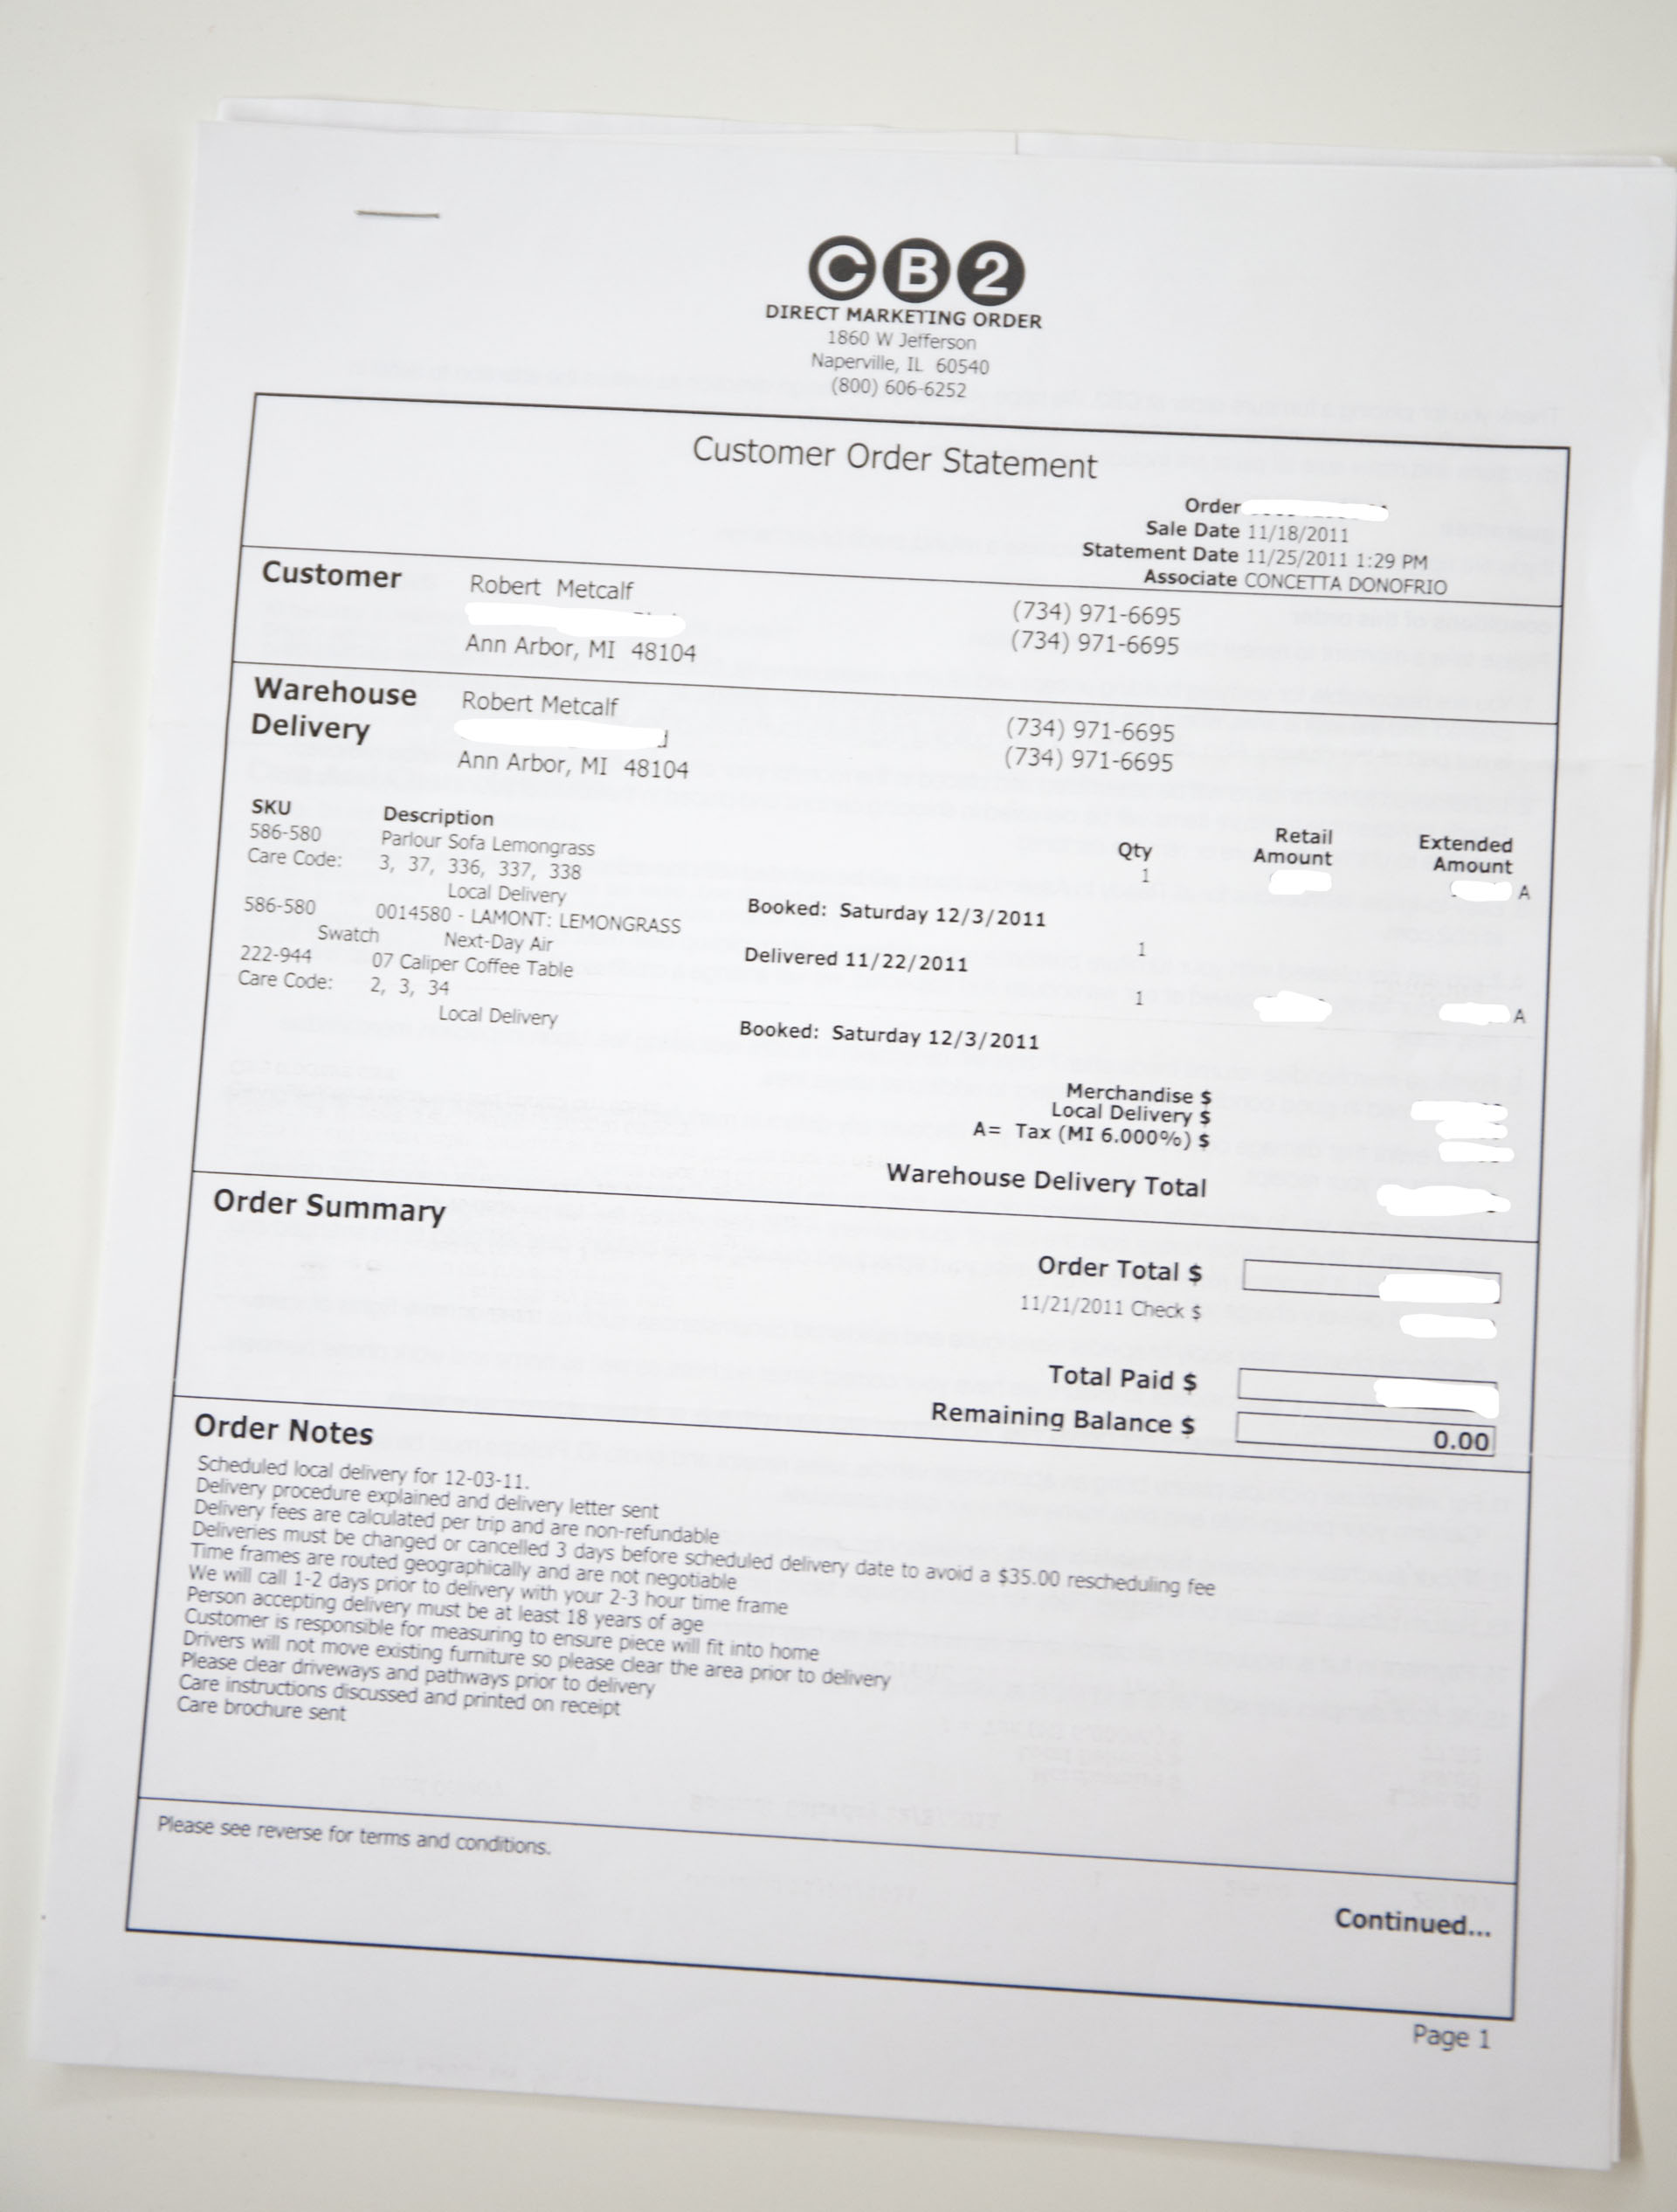 CB2
DIRECT MARKETING ORDER
1860 W Jefferson
Naperville, IL 60540
(800) 606-6252
Customer Order Statement
Order
Sale Date 11/18/2011
Statement Date 11/25/2011 1:29 PM
Associate CONCETTA DONOFRIO
Customer Robert Metcalf (734) 971-6695
(734) 971-6695
Ann Arbor, MI 48104
Warehouse Delivery Robert Metcalf (734) 971-6695
(734) 971-6695
Ann Arbor, MI 48104
SKU Description Qty Retail Amount Extended Amount
586-580 Parlour Sofa Lemongrass 1 A
Care Code: 3, 37, 336, 337, 338
Local Delivery Booked: Saturday 12/3/2011
586-580 0014580 - LAMONT: LEMONGRASS 1
Swatch Next-Day Air Delivered 11/22/2011
222-944 07 Caliper Coffee Table 1 A
Care Code: 2, 3, 34
Local Delivery Booked: Saturday 12/3/2011
Merchandise $
Local Delivery $
A= Tax (MI 6.000%) $
Warehouse Delivery Total
Order Summary
Order Total $
11/21/2011 Check $
Total Paid $
Remaining Balance $ 0.00
Order Notes
Scheduled local delivery for 12-03-11.
Delivery procedure explained and delivery letter sent
Delivery fees are calculated per trip and are non-refundable
Deliveries must be changed or cancelled 3 days before scheduled delivery date to avoid a $35.00 rescheduling fee
Time frames are routed geographically and are not negotiable
We will call 1-2 days prior to delivery with your 2-3 hour time frame
Person accepting delivery must be at least 18 years of age
Customer is responsible for measuring to ensure piece will fit into home
Drivers will not move existing furniture so please clear the area prior to delivery
Please clear driveways and pathways prior to delivery
Care instructions discussed and printed on receipt
Care brochure sent
Please see reverse for terms and conditions.
Continued...
Page 1